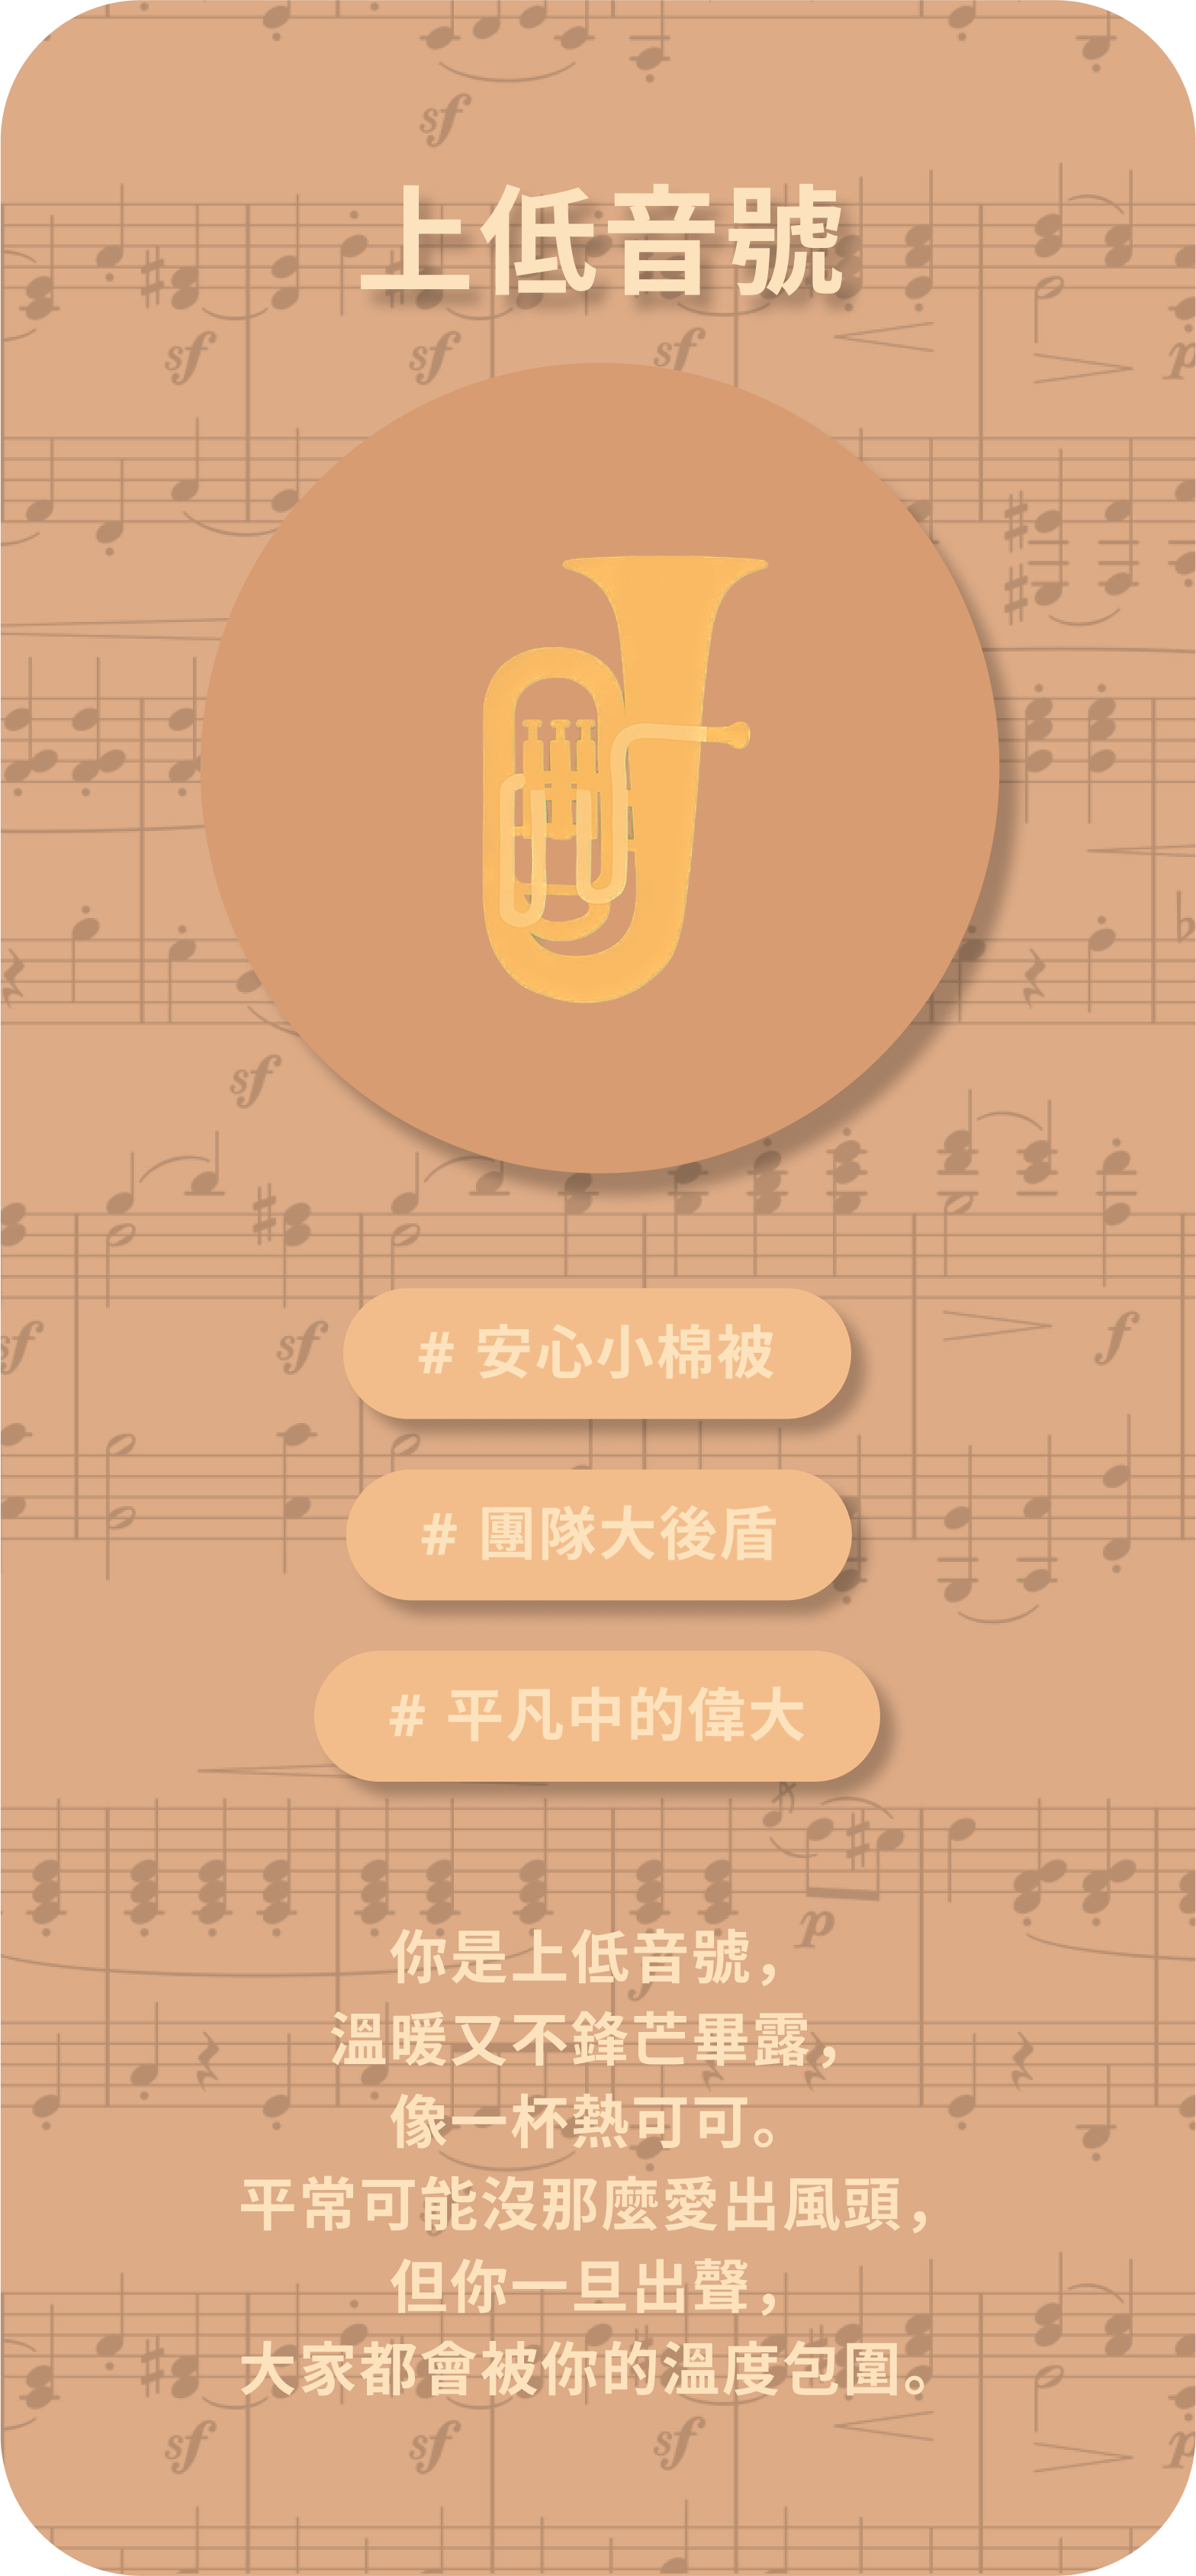 上低音號
# 安心小棉被
# 團隊大後盾
# 平凡中的偉大
你是上低音號，
溫暖又不鋒芒畢露，
像一杯熱可可。
平常可能沒那麼愛出風頭，
但你一旦出聲，
大家都會被你的溫度包圍。